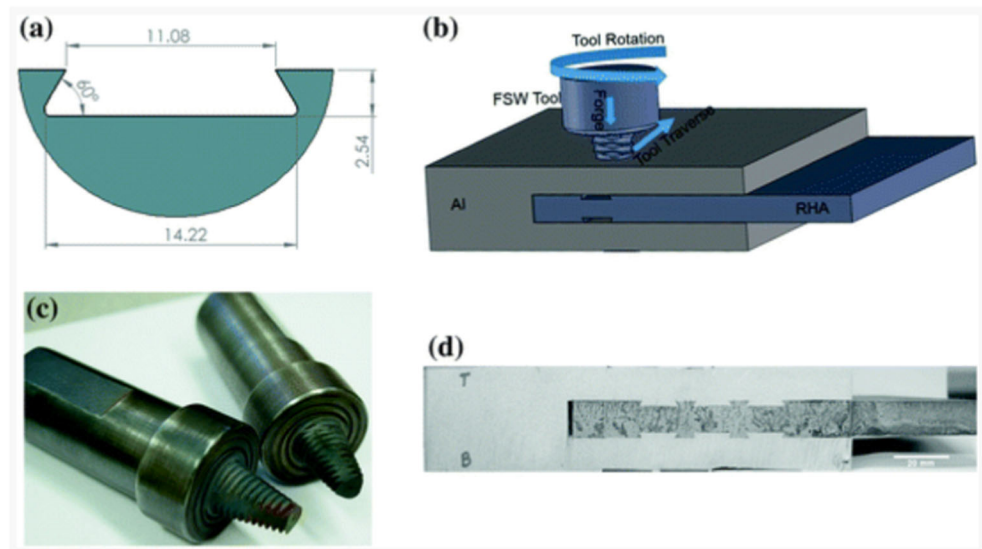 (a)
11.08
60°
2.54
14.22
(b)
Tool Rotation
FSW Tool
Forge
Tool Traverse
Al
RHA
(c)
(d)
T
B
20 mm